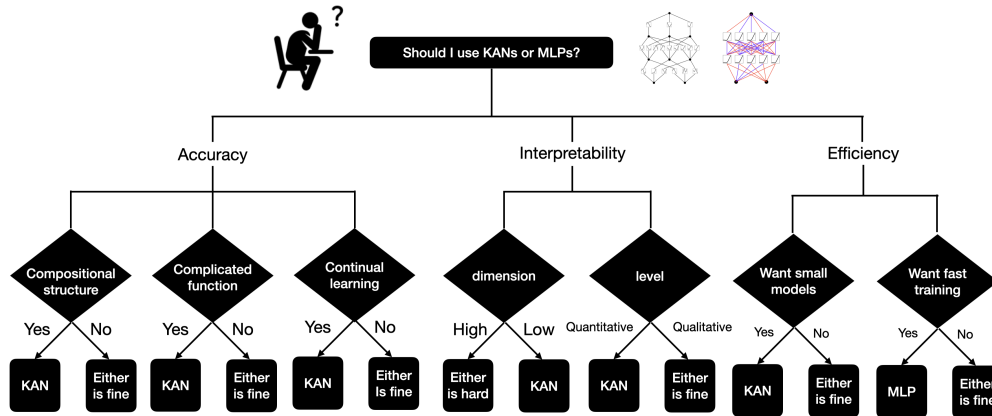 ?
Should I use KANs or MLPs?
Accuracy
Interpretability
Efficiency
Compositional
structure
Complicated
function
Continual
learning
dimension
level
Want small
models
Want fast
training
Yes
No
Yes
No
Yes
No
High
Low
Quantitative
Qualitative
Yes
No
Yes
No
KAN
Either
is fine
KAN
Either
is fine
KAN
Either
Is fine
Either
is hard
KAN
KAN
Either
is fine
KAN
Either
is fine
MLP
Either
is fine